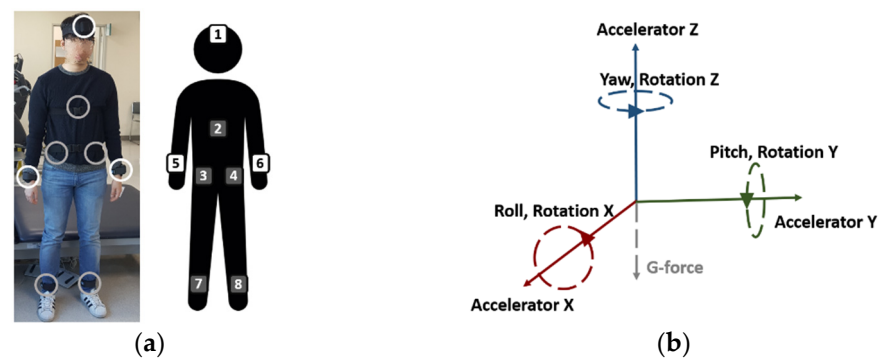 1
2
5
6
3
4
7
8
(a)
Accelerator Z
Yaw, Rotation Z
Pitch, Rotation Y
Roll, Rotation X
Accelerator Y
G-force
Accelerator X
(b)